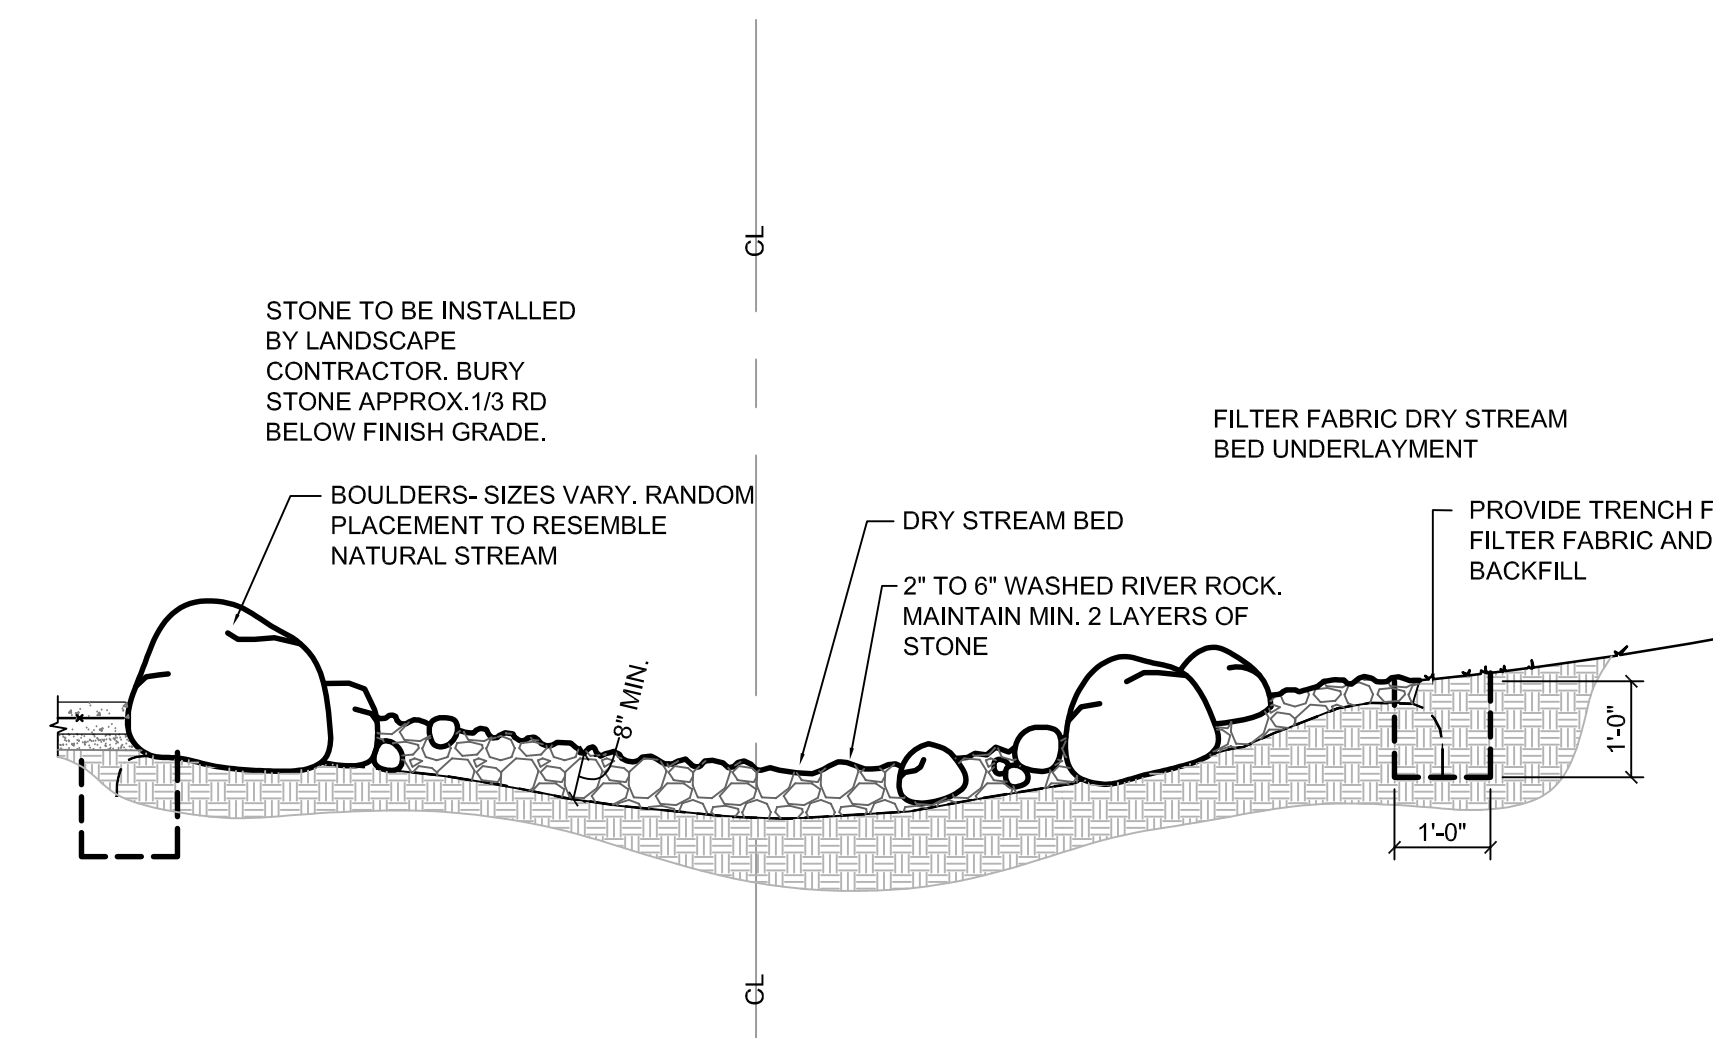 CL
STONE TO BE INSTALLED
BY LANDSCAPE
CONTRACTOR. BURY
STONE APPROX.1/3 RD
BELOW FINISH GRADE.
BOULDERS- SIZES VARY. RANDOM
PLACEMENT TO RESEMBLE
NATURAL STREAM
DRY STREAM BED
2" TO 6" WASHED RIVER ROCK.
MAINTAIN MIN. 2 LAYERS OF
STONE
FILTER FABRIC DRY STREAM
BED UNDERLAYMENT
PROVIDE TRENCH F
FILTER FABRIC AND
BACKFILL
8" MIN.
1'-0"
1'-0"
CL